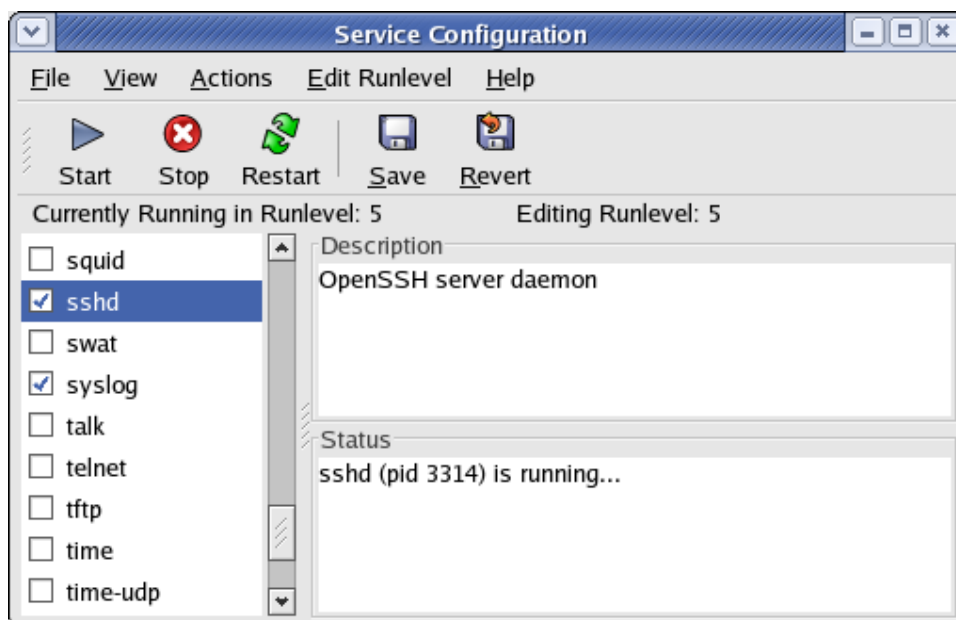 Service Configuration
File View Actions Edit Runlevel Help
Start Stop Restart Save Revert
Currently Running in Runlevel: 5 Editing Runlevel: 5
squid
sshd
swat
syslog
talk
telnet
tftp
time
time-udp
Description
OpenSSH server daemon
Status
sshd (pid 3314) is running...